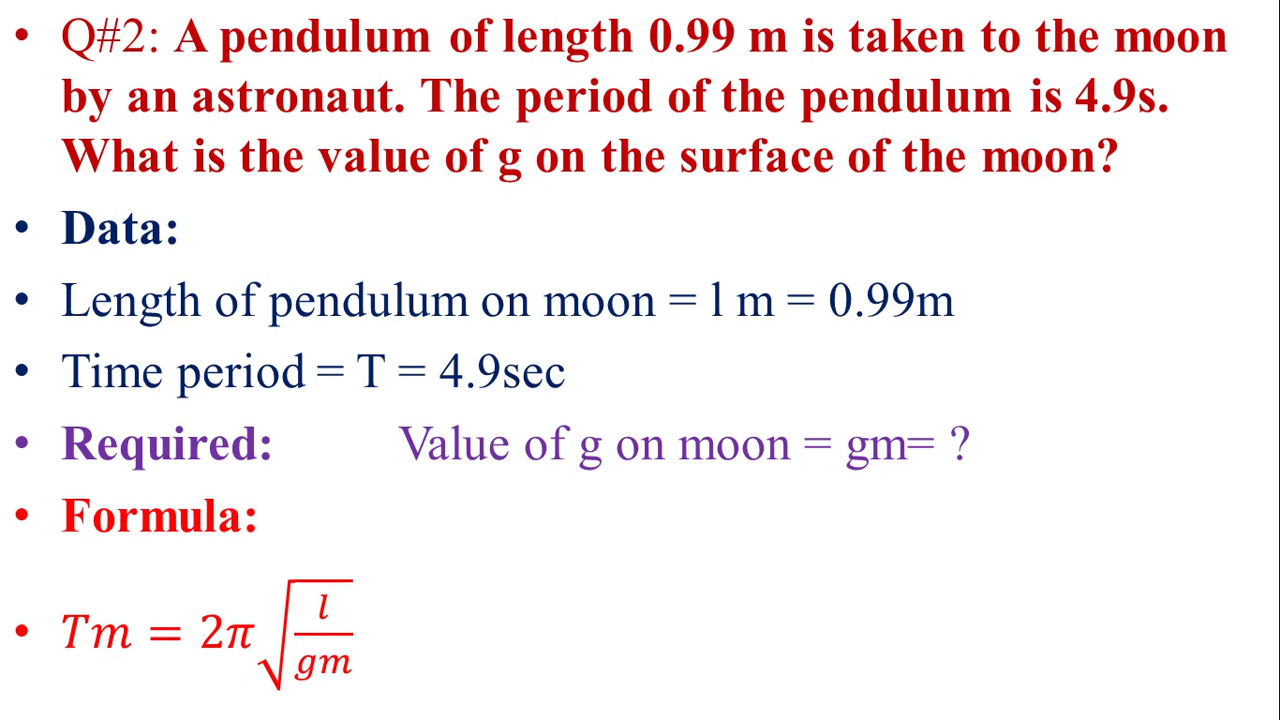 • Q#2: A pendulum of length 0.99 m is taken to the moon
by an astronaut. The period of the pendulum is 4.9s.
What is the value of g on the surface of the moon?
• Data:
• Length of pendulum on moon = l m = 0.99m
• Time period = T = 4.9sec
• Required: Value of g on moon = gm= ?
• Formula:
• Tm = 2π√(l/gm)